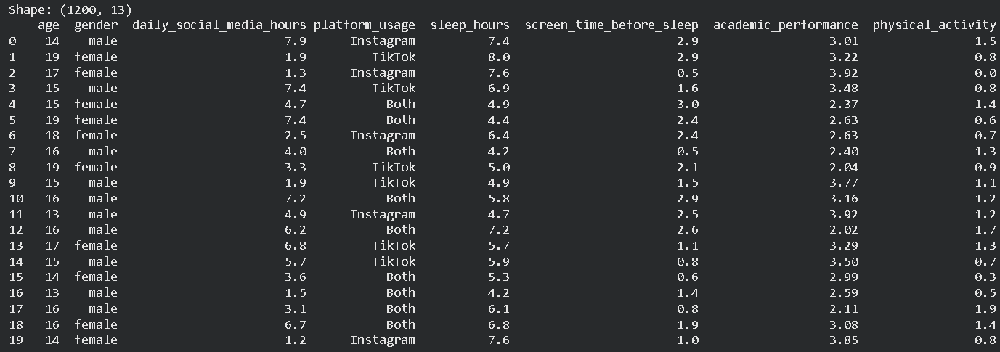 Shape: (1200, 13)
age gender daily_social_media_hours platform_usage sleep_hours screen_time_before_sleep academic_performance physical_activity
0 14 male 7.9 Instagram 7.4 2.9 3.01 1.5
1 19 female 1.9 TikTok 8.0 2.9 3.22 0.8
2 17 female 1.3 Instagram 7.6 0.5 3.92 0.0
3 15 male 7.4 TikTok 6.9 1.6 3.48 0.8
4 15 female 4.7 Both 4.9 3.0 2.37 1.4
5 19 female 7.4 Both 4.4 2.4 2.63 0.6
6 18 female 2.5 Instagram 6.4 2.4 2.63 0.7
7 16 male 4.0 Both 4.2 0.5 2.40 1.3
8 19 female 3.3 TikTok 5.0 2.1 2.04 0.9
9 15 male 1.9 TikTok 4.9 1.5 3.77 1.1
10 16 male 7.2 Both 5.8 2.9 3.16 1.2
11 13 male 4.9 Instagram 4.7 2.5 3.92 1.2
12 16 male 6.2 Both 7.2 2.6 2.02 1.7
13 17 female 6.8 TikTok 5.7 1.1 3.29 1.3
14 15 male 5.7 TikTok 5.9 0.8 3.50 0.7
15 14 female 3.6 Both 5.3 0.6 2.99 0.3
16 13 male 1.5 Both 4.2 1.4 2.59 0.5
17 16 male 3.1 Both 6.1 0.8 2.11 1.9
18 16 female 6.7 Both 6.8 1.9 3.08 1.4
19 14 female 1.2 Instagram 7.6 1.0 3.85 0.8